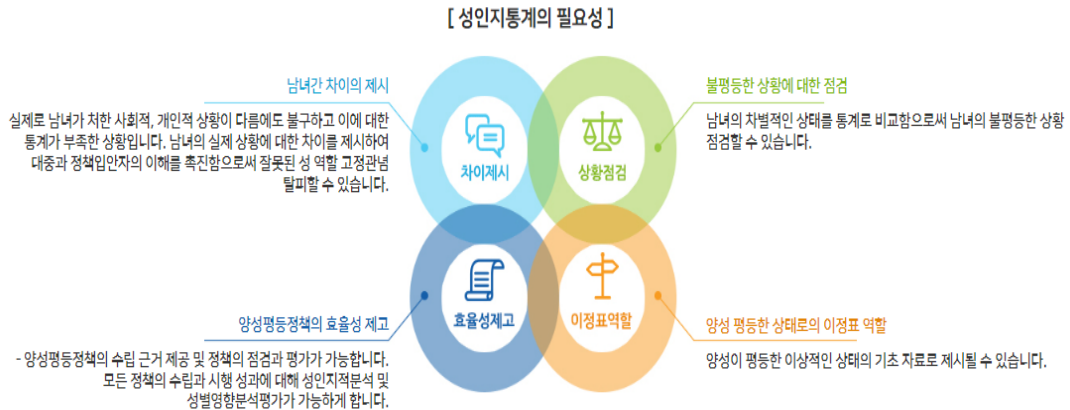 [ 성인지통계의 필요성 ]
남녀간 차이의 제시
실제로 남녀가 처한 사회적, 개인적 상황이 다름에도 불구하고 이에 대한
통계가 부족한 상황입니다. 남녀의 실제 상황에 대한 차이를 제시하여
대중과 정책입안자의 이해를 촉진함으로써 잘못된 성 역할 고정관념
탈피할 수 있습니다.
차이제시
상황점검
불평등한 상황에 대한 점검
남녀의 차별적인 상태를 통계로 비교함으로써 남녀의 불평등한 상황
점검할 수 있습니다.
양성평등정책의 효율성 제고
- 양성평등정책의 수립 근거 제공 및 정책의 점검과 평가가 가능합니다.
모든 정책의 수립과 시행 성과에 대해 성인지적분석 및
성별영향분석평가가 가능하게 합니다.
효율성제고
이정표역할
양성 평등한 상태로의 이정표 역할
양성이 평등한 이상적인 상태의 기초 자료로 제시될 수 있습니다.